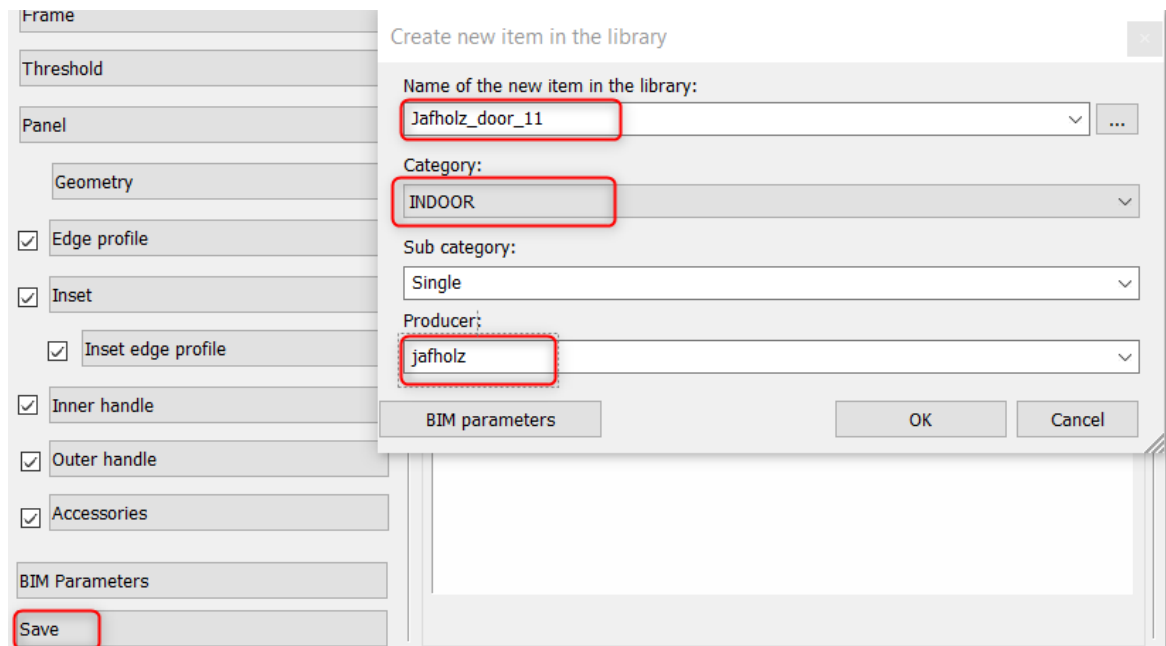 Frame
Threshold
Panel
Geometry
Edge profile
Inset
Inset edge profile
Inner handle
Outer handle
Accessories
BIM Parameters
Save
Create new item in the library
Name of the new item in the library:
Jafholz_door_11
...
Category:
INDOOR
Sub category:
Single
Producer:
jafholz
BIM parameters
OK
Cancel